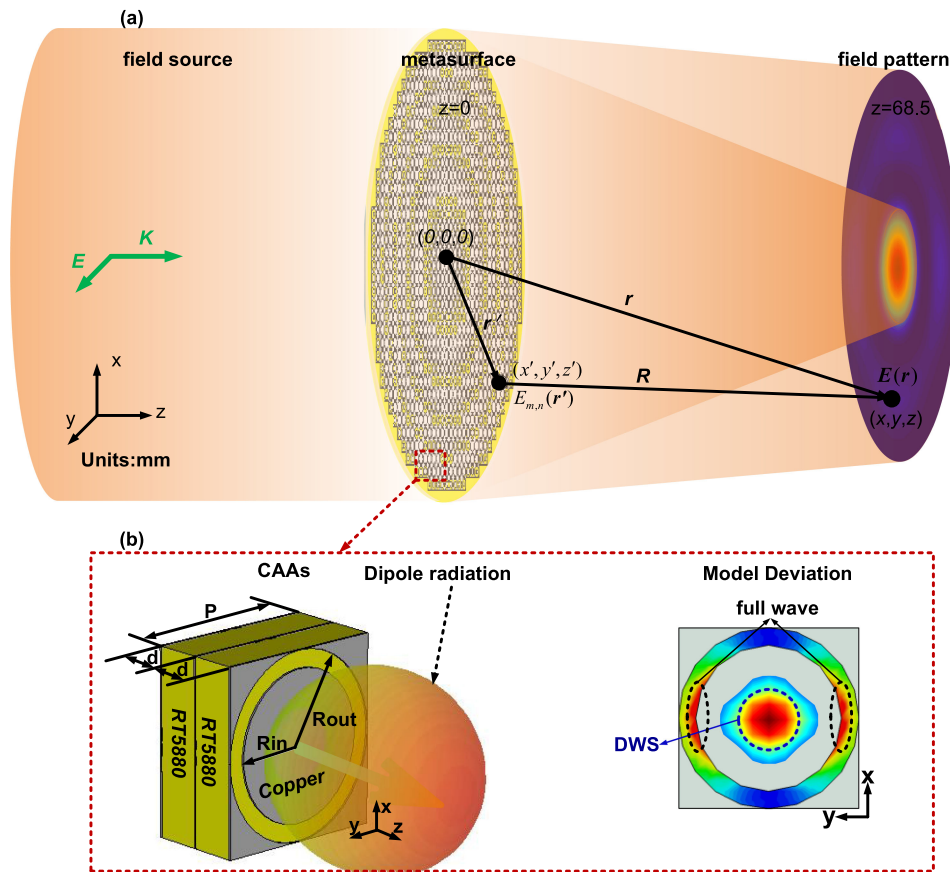 (a)
field source
metasurface
field pattern
z=0
z=68.5
(0,0,0)
K
E
r
r′
(x′,y′,z′)
R
E(r)
E_{m,n}(r′)
(x,y,z)
x
y
z
Units:mm
(b)
CAAs
Dipole radiation
Model Deviation
full wave
P
d
d
RT5880
RT5880
Rout
Rin
Copper
DWS
x
y
z
x
y